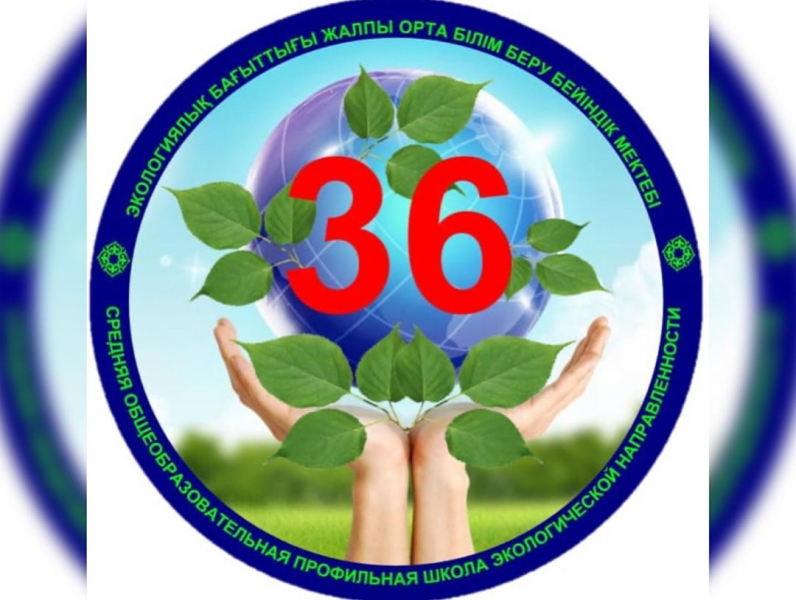 ЭКОЛОГИЯЛЫҚ БАҒЫТТЫҒЫ ЖАЛПЫ ОРТА БІЛІМ БЕРУ БЕЙІНДІК МЕКТЕБІ
36
СРЕДНЯЯ ОБЩЕОБРАЗОВАТЕЛЬНАЯ ПРОФИЛЬНАЯ ШКОЛА ЭКОЛОГИЧЕСКОЙ НАПРАВЛЕННОСТИ